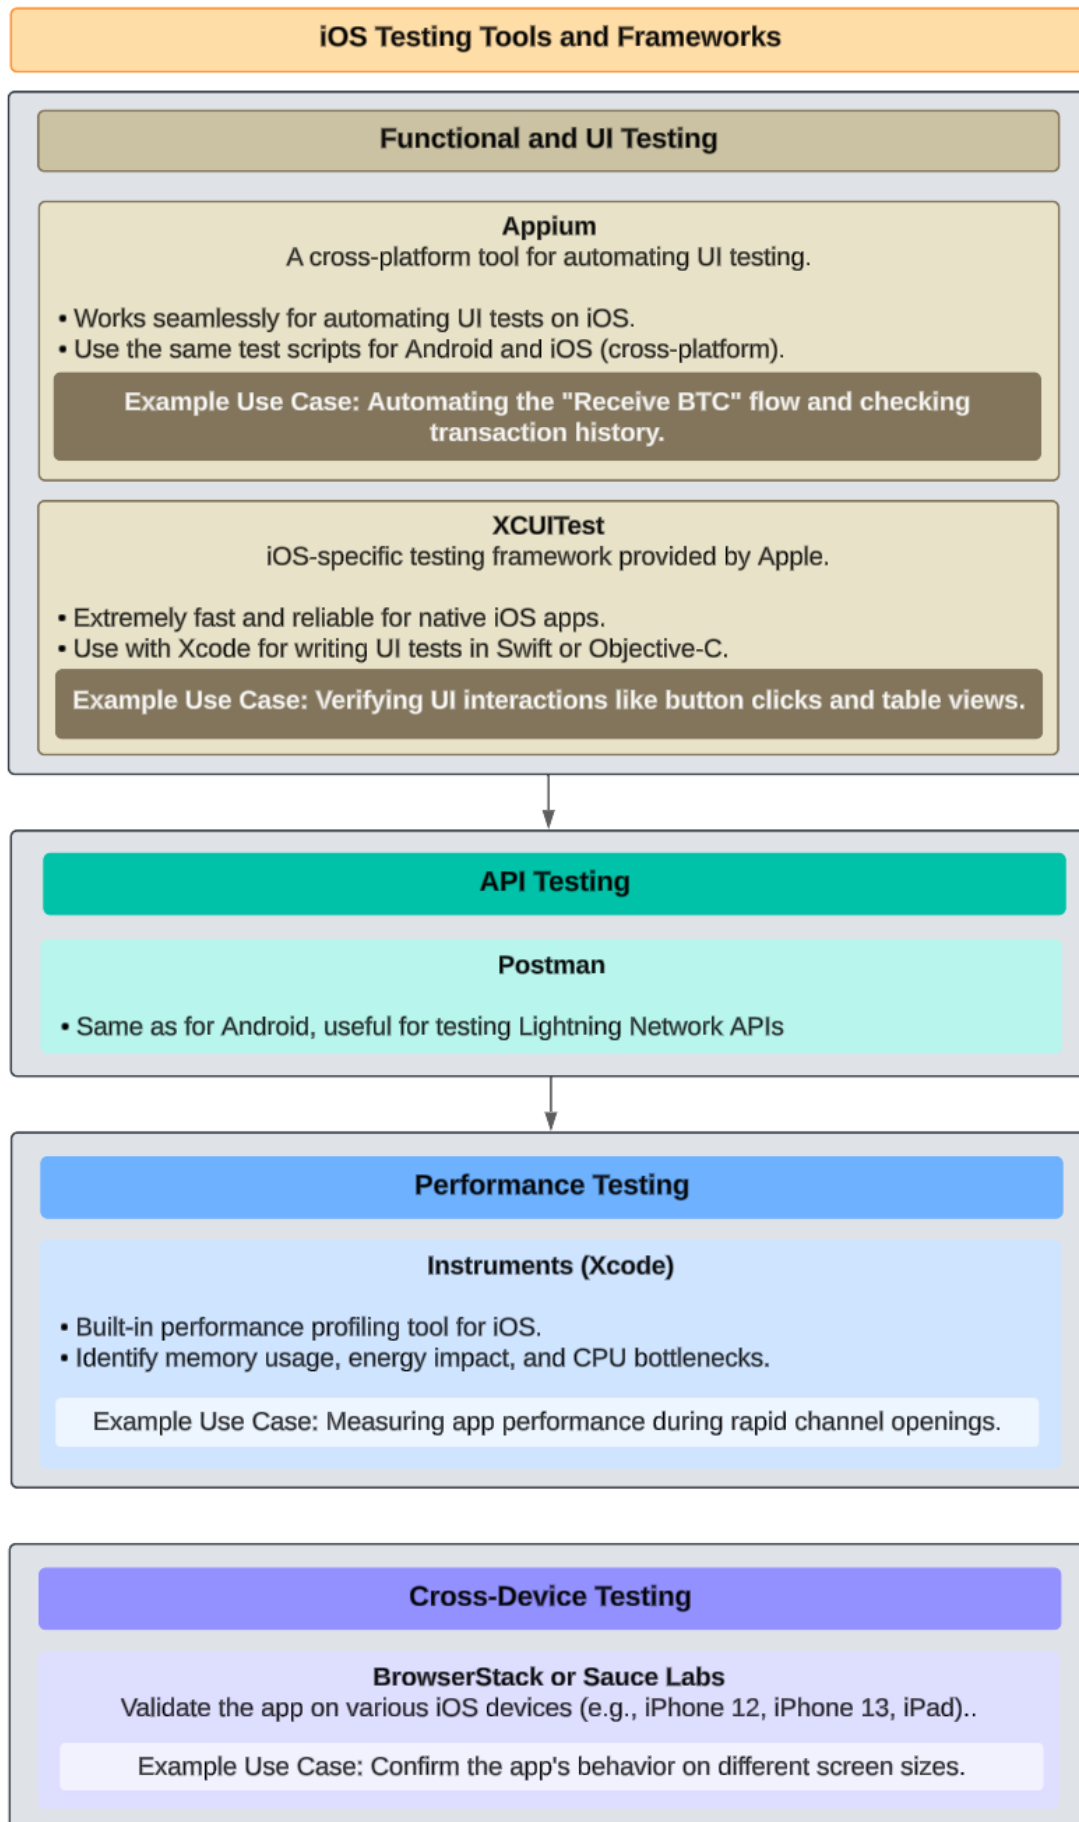 iOS Testing Tools and Frameworks
Functional and UI Testing
Appium
A cross-platform tool for automating UI testing.
• Works seamlessly for automating UI tests on iOS.
• Use the same test scripts for Android and iOS (cross-platform).
Example Use Case: Automating the "Receive BTC" flow and checking
transaction history.
XCUITest
iOS-specific testing framework provided by Apple.
• Extremely fast and reliable for native iOS apps.
• Use with Xcode for writing UI tests in Swift or Objective-C.
Example Use Case: Verifying UI interactions like button clicks and table views.
API Testing
Postman
• Same as for Android, useful for testing Lightning Network APIs
Performance Testing
Instruments (Xcode)
• Built-in performance profiling tool for iOS.
• Identify memory usage, energy impact, and CPU bottlenecks.
Example Use Case: Measuring app performance during rapid channel openings.
Cross-Device Testing
BrowserStack or Sauce Labs
Validate the app on various iOS devices (e.g., iPhone 12, iPhone 13, iPad)..
Example Use Case: Confirm the app's behavior on different screen sizes.